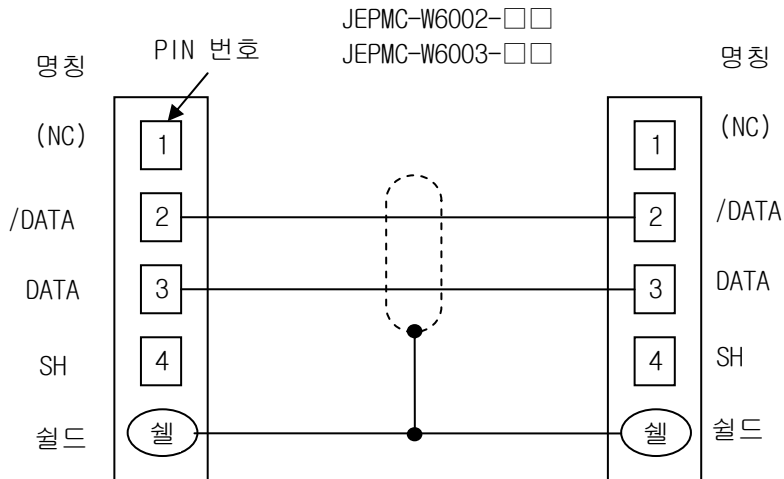 JEPMC-W6002-□□
JEPMC-W6003-□□
PIN 번호
명칭
명칭
(NC)
1
1
(NC)
/DATA
2
2
/DATA
DATA
3
3
DATA
SH
4
4
SH
쉴드
쉘
쉘
쉴드